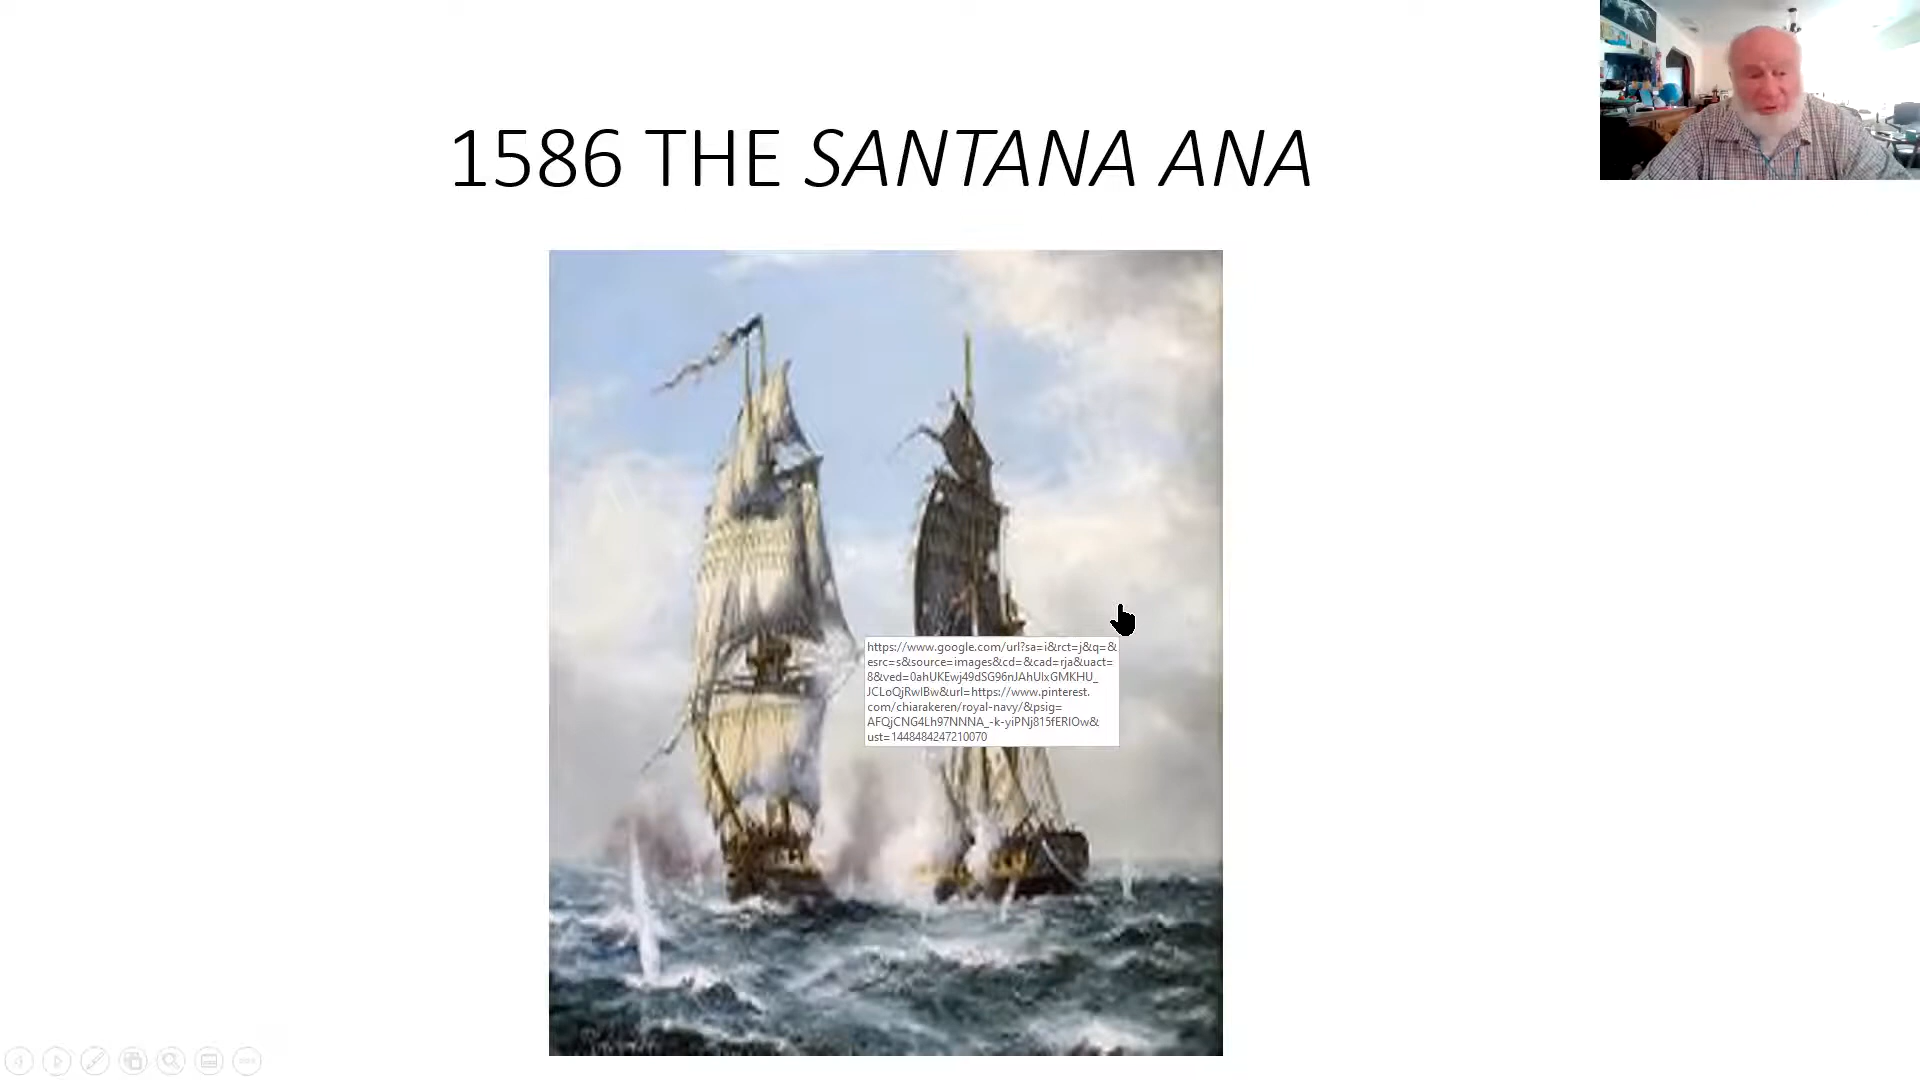 1586 THE SANTANA ANA
https://www.google.com/url?sa=i&rct=j&q=&
esrc=s&source=images&cd=&cad=rja&uact=
8&ved=0ahUKEwj49dSG96nJAhUIxGMKHU_
JCLoQjRwIBw&url=https://www.pinterest.
com/chiarakeren/royal-navy/&psig=
AFQjCNG4Lh97NNNA_-k-yiPNj815fERIOw&
ust=1448484247210070